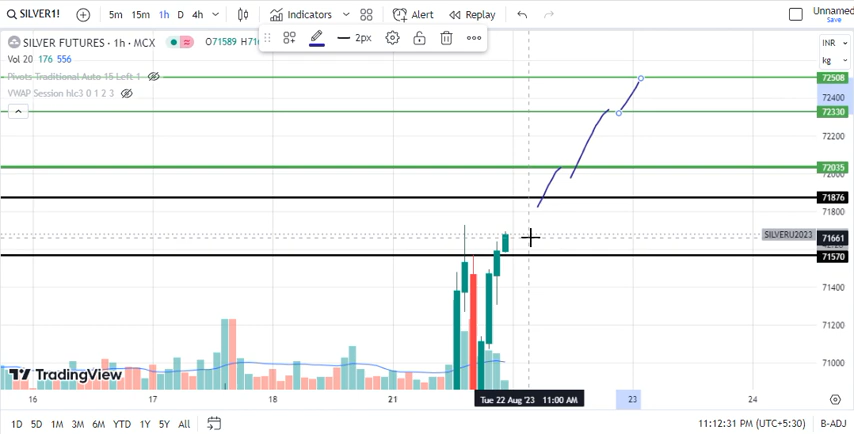 SILVER1! 5m 15m 1h D 4h Indicators Alert Replay Unnamed
Save
SILVER FUTURES · 1h · MCX O71589 2px INR
Vol 20 176 556 kg
Pivots Traditional Auto 15 Left 1 72508
VWAP Session hlc3 0 1 2 3 72400
72330
72200
72035
72000
71876
71800
SILVERU2023 71661
71570
71400
71200
TradingView 71000
16 17 18 21 Tue 22 Aug '23 11:00 AM 23 24
1D 5D 1M 3M 6M YTD 1Y 5Y All 11:12:31 PM (UTC+5:30) B-ADJ